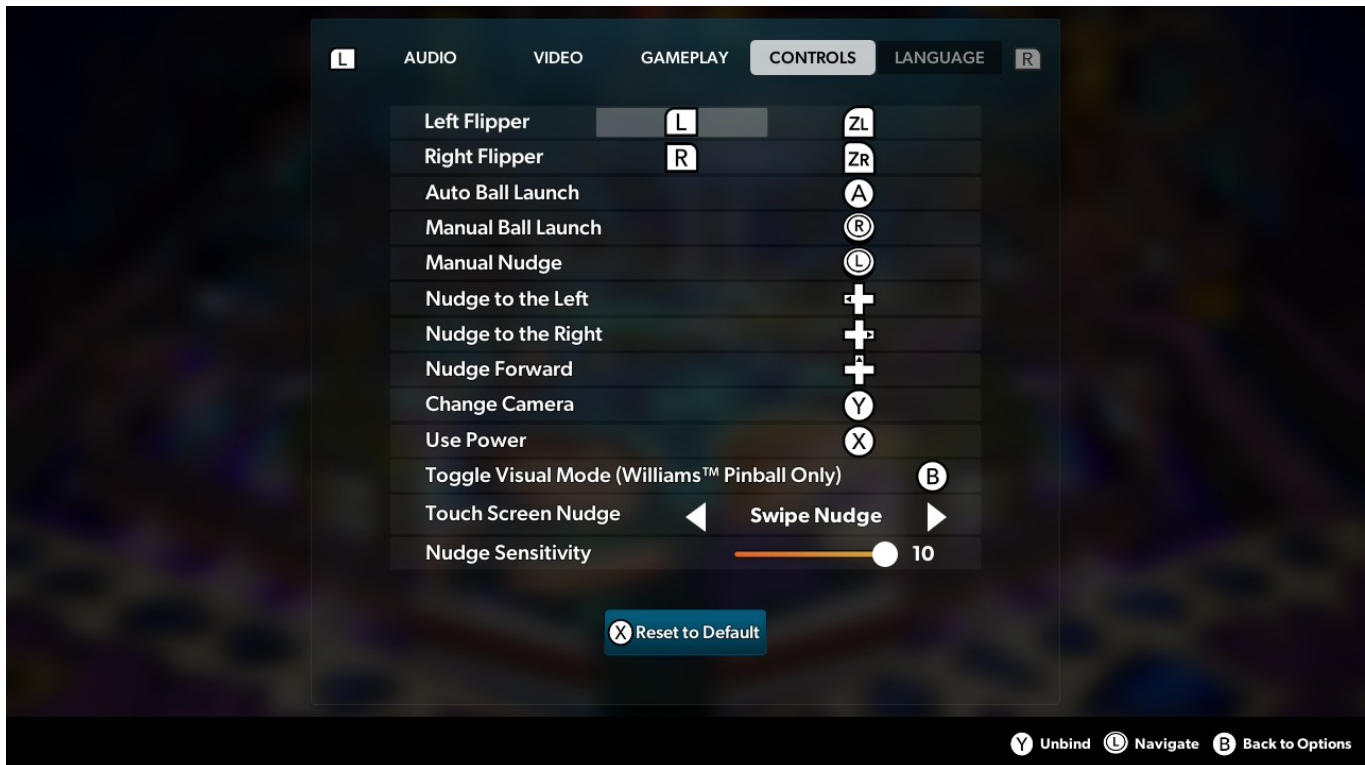 L AUDIO VIDEO GAMEPLAY CONTROLS LANGUAGE R
Left Flipper L ZL
Right Flipper R ZR
Auto Ball Launch A
Manual Ball Launch R
Manual Nudge L
Nudge to the Left
Nudge to the Right
Nudge Forward
Change Camera Y
Use Power X
Toggle Visual Mode (Williams™ Pinball Only) B
Touch Screen Nudge Swipe Nudge
Nudge Sensitivity 10
X Reset to Default
Y Unbind L Navigate B Back to Options